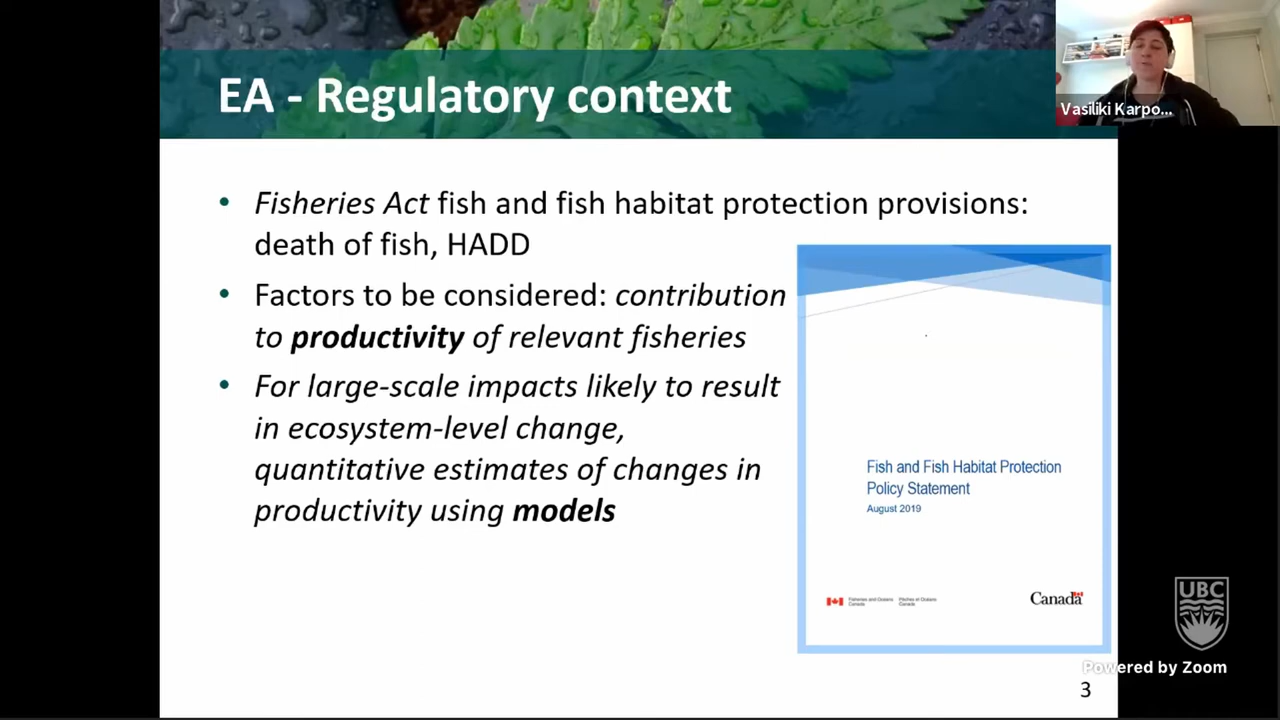 EA - Regulatory context
Vasiliki Karpo...
• Fisheries Act fish and fish habitat protection provisions:
death of fish, HADD
• Factors to be considered: contribution
to productivity of relevant fisheries
• For large-scale impacts likely to result
in ecosystem-level change,
quantitative estimates of changes in
productivity using models
Fish and Fish Habitat Protection
Policy Statement
August 2019
Fisheries and Oceans
Canada
Pêches et Océans
Canada
Canada
UBC
Powered by Zoom
3